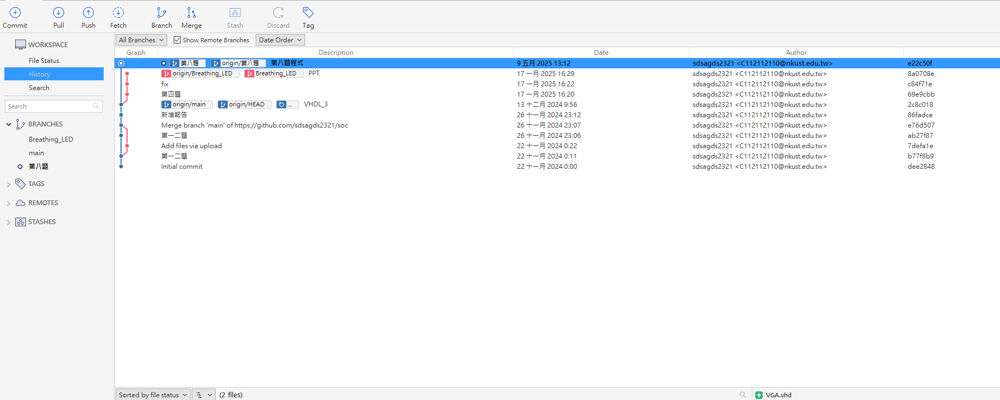 Commit Pull Push Fetch Branch Merge Stash Discard Tag
WORKSPACE
File Status
History
Search
Search
BRANCHES
Breathing_LED
main
第八題
TAGS
REMOTES
STASHES
All Branches Show Remote Branches Date Order
Graph Description Date Author
第八題 origin/第八題 第八題程式 9 五月 2025 13:12 sdsagds2321 <C112112110@nkust.edu.tw> e22c50f
origin/Breathing_LED Breathing_LED PPT 17 一月 2025 16:29 sdsagds2321 <C112112110@nkust.edu.tw> 8a0708e
fix 17 一月 2025 16:22 sdsagds2321 <C112112110@nkust.edu.tw> c84f71e
第四題 17 一月 2025 16:20 sdsagds2321 <C112112110@nkust.edu.tw> 69e9cbb
origin/main origin/HEAD ... VHDL_3 13 十二月 2024 9:56 sdsagds2321 <C112112110@nkust.edu.tw> 2c8c018
新增報告 26 十一月 2024 23:12 sdsagds2321 <C112112110@nkust.edu.tw> 86fadce
Merge branch 'main' of https://github.com/sdsagds2321/soc 26 十一月 2024 23:07 sdsagds2321 <C112112110@nkust.edu.tw> e76d507
第一二題 26 十一月 2024 23:06 sdsagds2321 <C112112110@nkust.edu.tw> ab27f87
Add files via upload 22 十一月 2024 0:22 sdsagds2321 <C112112110@nkust.edu.tw> 7defa1e
第一二題 22 十一月 2024 0:11 sdsagds2321 <C112112110@nkust.edu.tw> b77f8b9
Initial commit 22 十一月 2024 0:00 sdsagds2321 <C112112110@nkust.edu.tw> dee2848
Sorted by file status (2 files) VGA.vhd